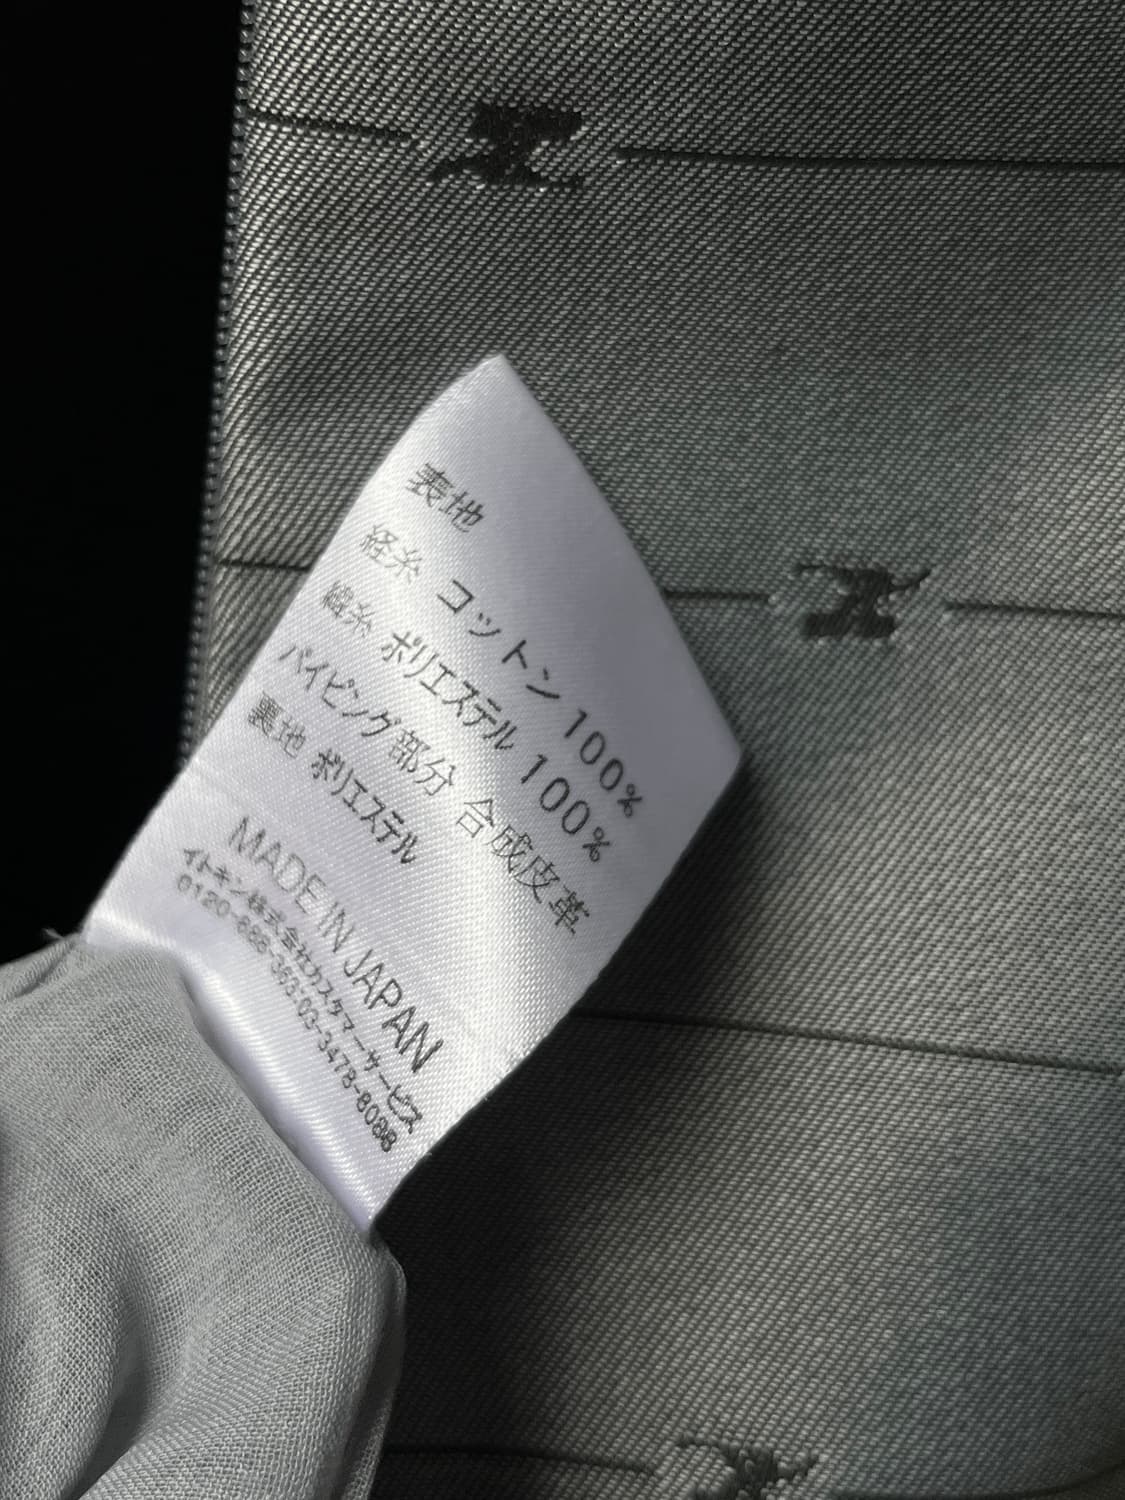 表地
経糸 コットン 100%
緯糸 ポリエステル 100%
パイピング部分 合成皮革
裏地 ポリエステル
MADE IN JAPAN
イトキン株式会社カスタマーサービス
0120-888-363・03-3478-8088